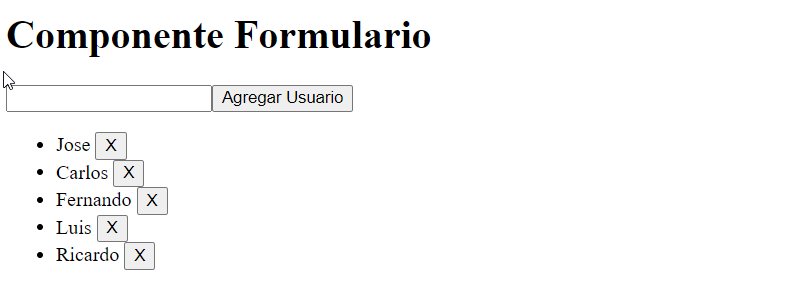 Componente Formulario
Agregar Usuario
Jose X
Carlos X
Fernando X
Luis X
Ricardo X